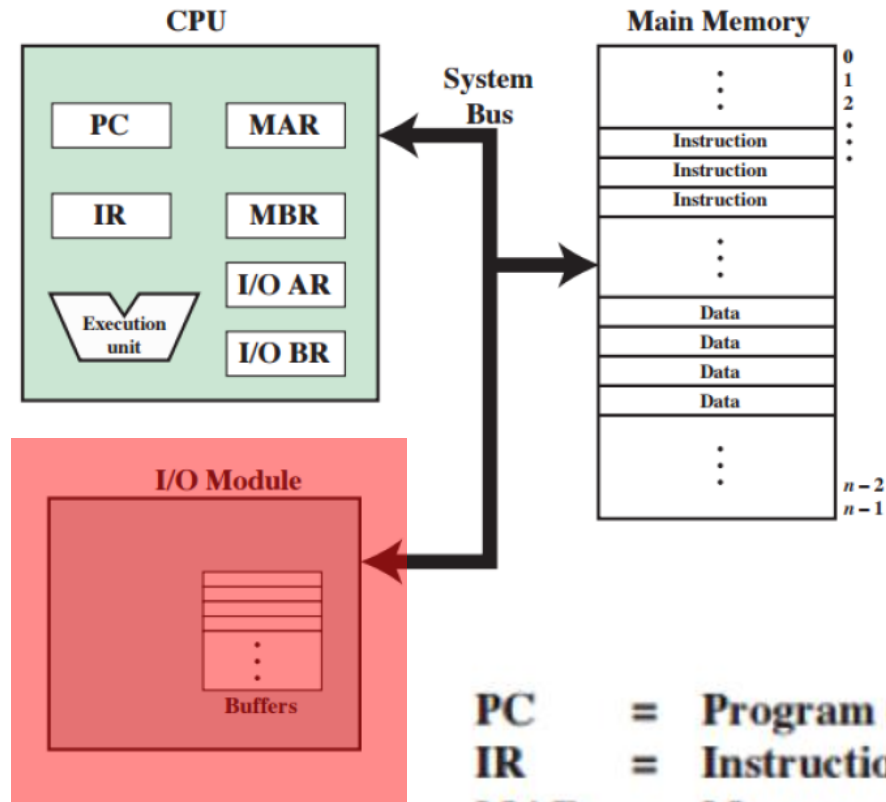 CPU
PC
MAR
IR
MBR
I/O AR
I/O BR
Execution
unit
System
Bus
Main Memory
0
1
2
Instruction
Instruction
Instruction
Data
Data
Data
Data
n – 2
n – 1
I/O Module
Buffers
PC = Program
IR = Instructio